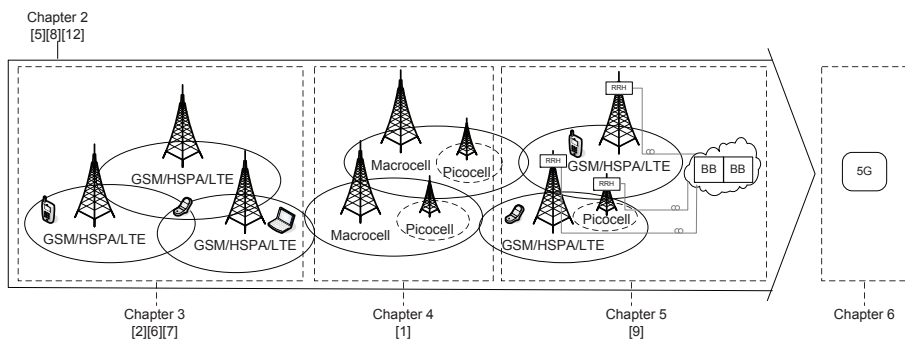 Chapter 2
[5][8][12]
GSM/HSPA/LTE
GSM/HSPA/LTE
GSM/HSPA/LTE
Macrocell
Picocell
Macrocell
Picocell
RRH
GSM/HSPA/LTE
RRH
RRH
Picocell
GSM/HSPA/LTE
BB BB
5G
Chapter 3
[2][6][7]
Chapter 4
[1]
Chapter 5
[9]
Chapter 6